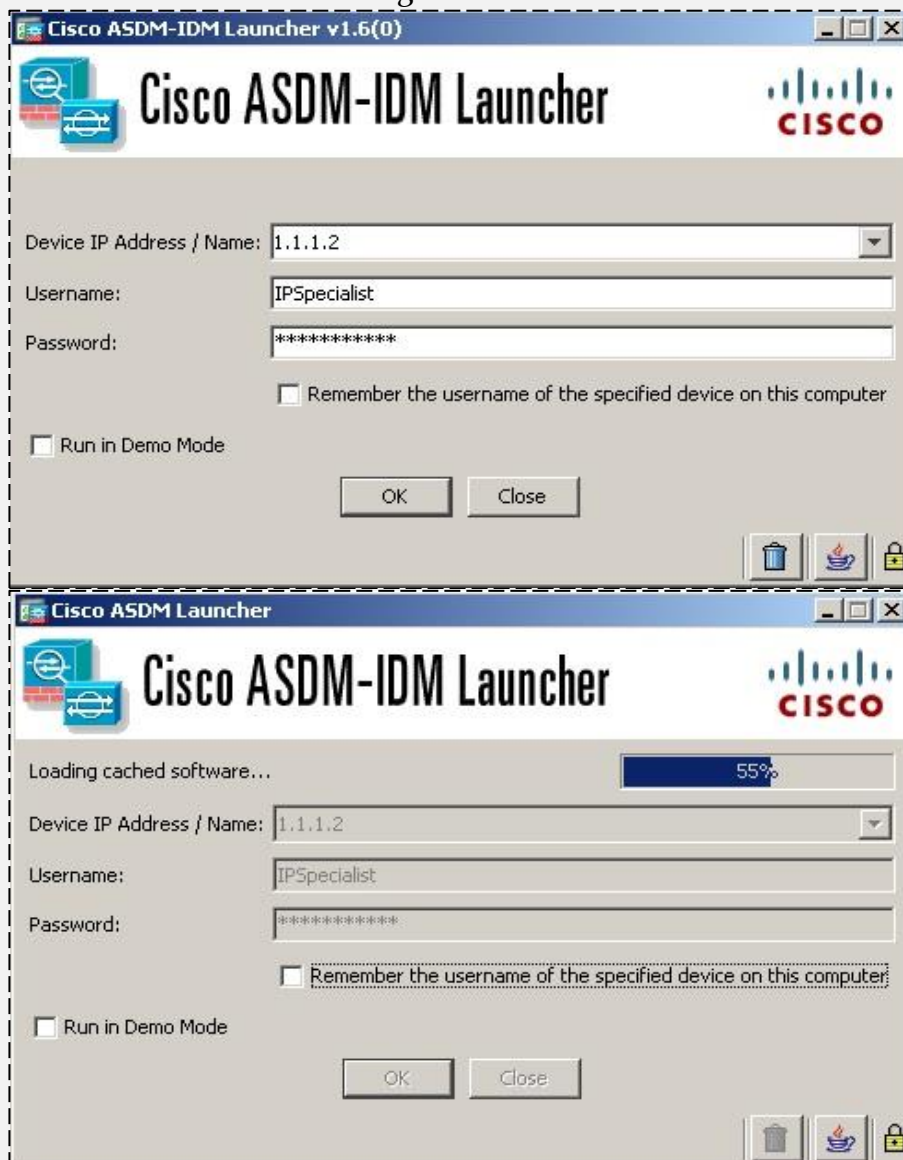 Cisco ASDM-IDM Launcher v1.6(0)
Cisco ASDM-IDM Launcher
CISCO
Device IP Address / Name: 1.1.1.2
Username: IPSpecialist
Password: ***********
Remember the username of the specified device on this computer
Run in Demo Mode
OK Close
Cisco ASDM Launcher
Cisco ASDM-IDM Launcher
CISCO
Loading cached software... 55%
Device IP Address / Name: 1.1.1.2
Username: IPSpecialist
Password: ***********
Remember the username of the specified device on this computer
Run in Demo Mode
OK Close